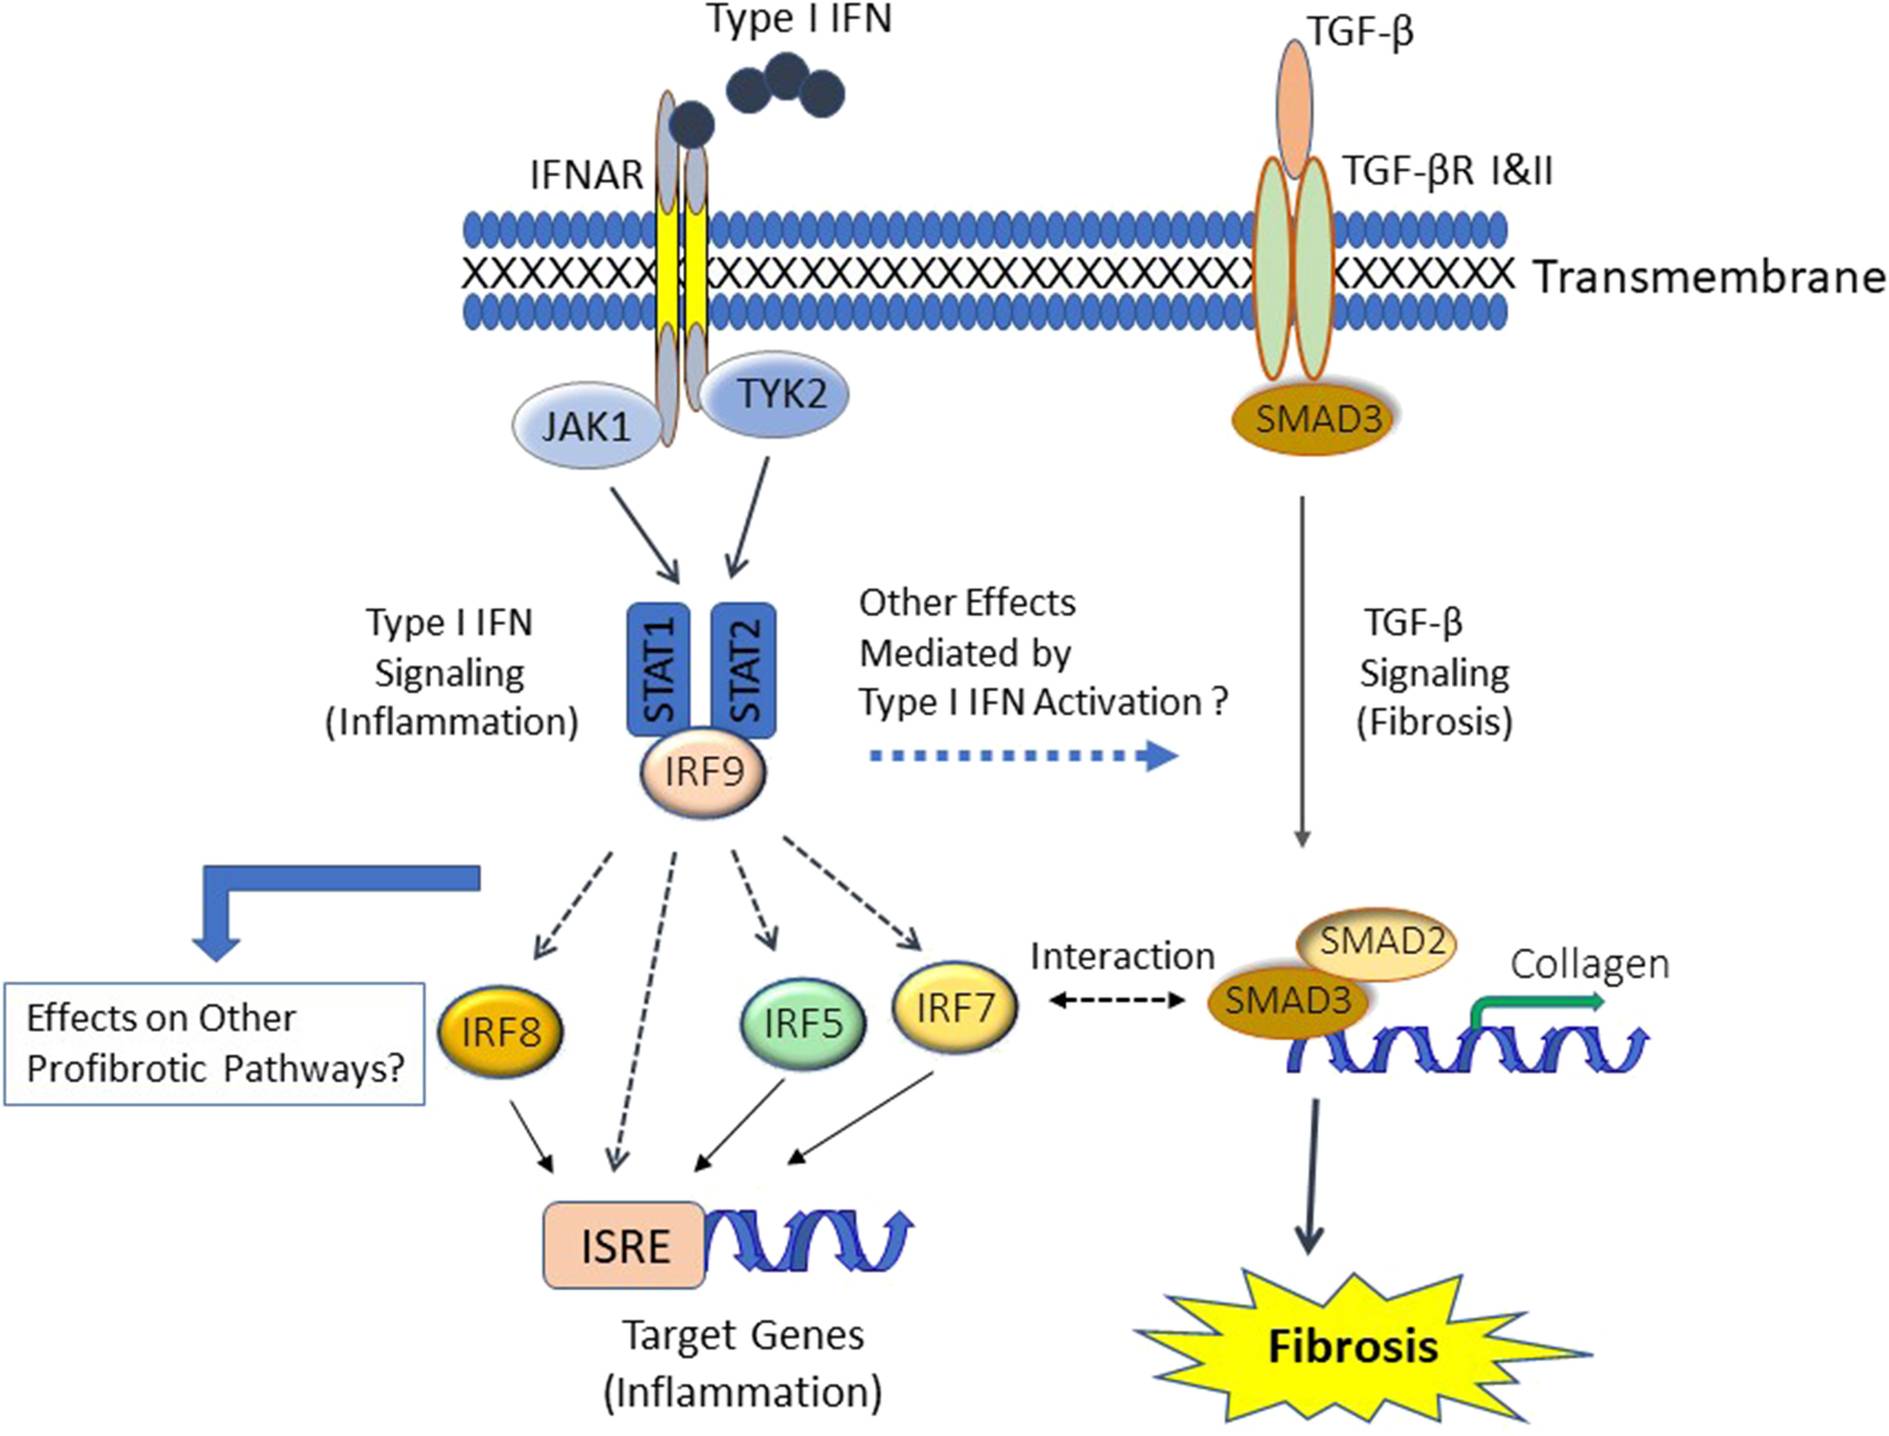 Type I IFN
TGF-β
IFNAR
TGF-βR I&II
XXXXXXXXXXXXXXXXXXXXXXXXXXXXXXXXXXXXXX
Transmembrane
JAK1
TYK2
SMAD3
Type I IFN
Signaling
(Inflammation)
STAT1
STAT2
IRF9
Other Effects
Mediated by
Type I IFN Activation ?
TGF-β
Signaling
(Fibrosis)
Effects on Other
Profibrotic Pathways?
IRF8
IRF5
IRF7
Interaction
SMAD2
SMAD3
Collagen
ISRE
Target Genes
(Inflammation)
Fibrosis